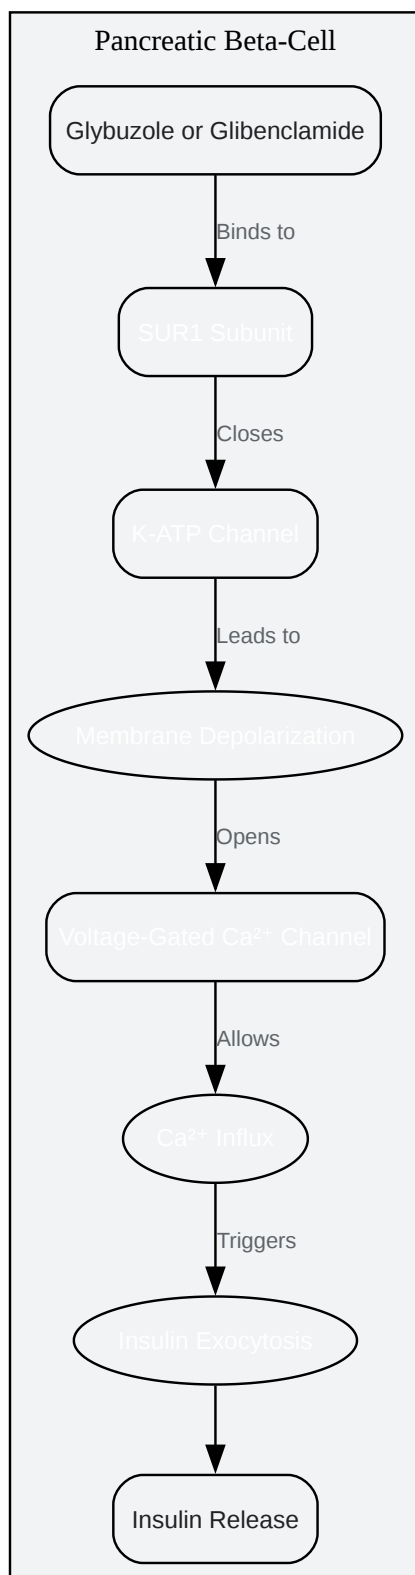 Pancreatic Beta-Cell
Glybuzole or Glibenclamide
Binds to
SUR1 Subunit
Closes
K-ATP Channel
Leads to
Membrane Depolarization
Opens
Voltage-Gated Ca²⁺ Channel
Allows
Ca²⁺ Influx
Triggers
Insulin Exocytosis
Insulin Release